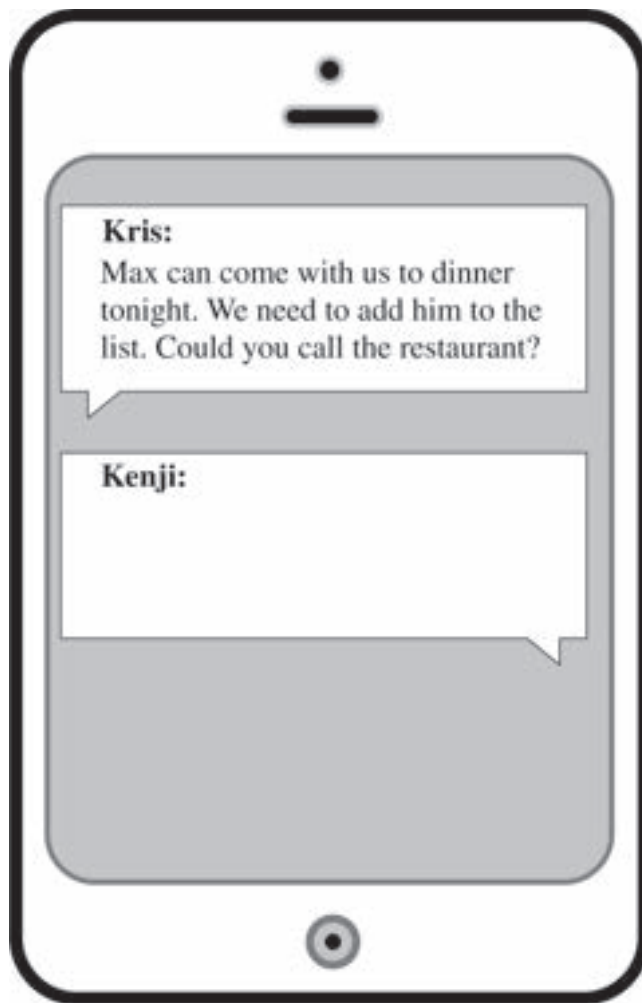 Kris:
Max can come with us to dinner
tonight. We need to add him to the
list. Could you call the restaurant?
Kenji: